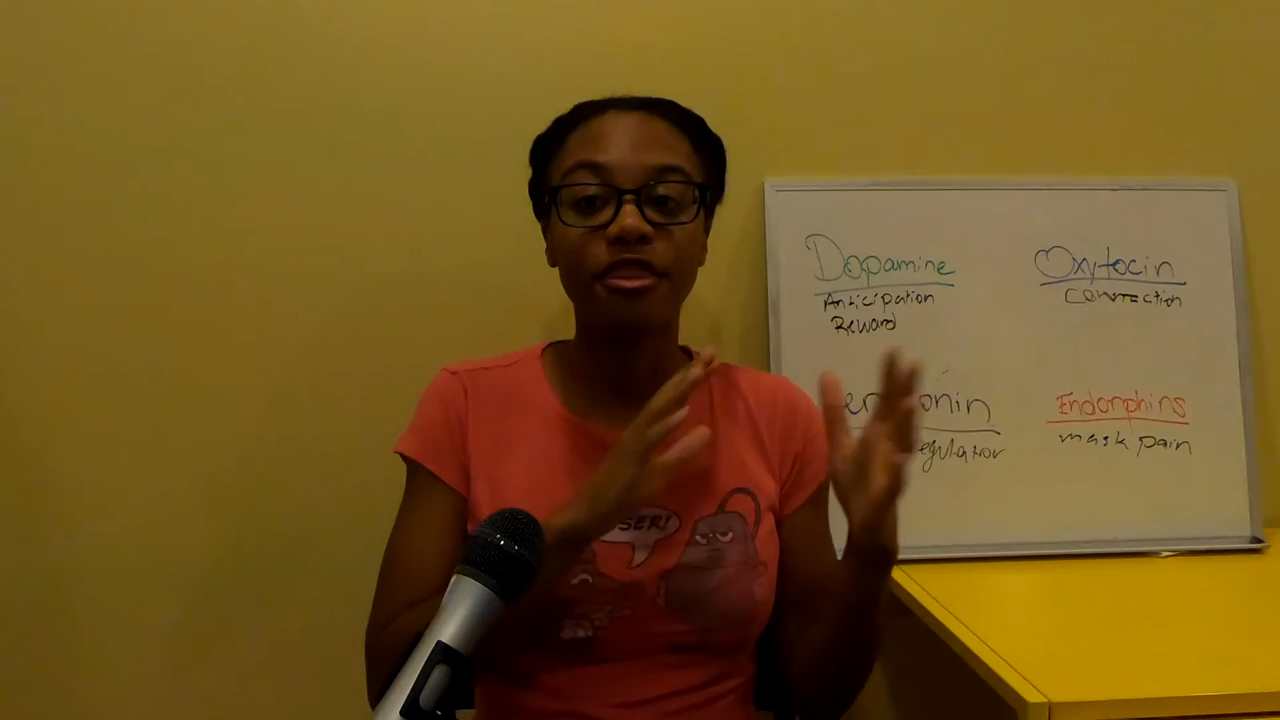 Dopamine
Anticipation
Reward
Oxytocin
Connection
Endorphins
mask pain